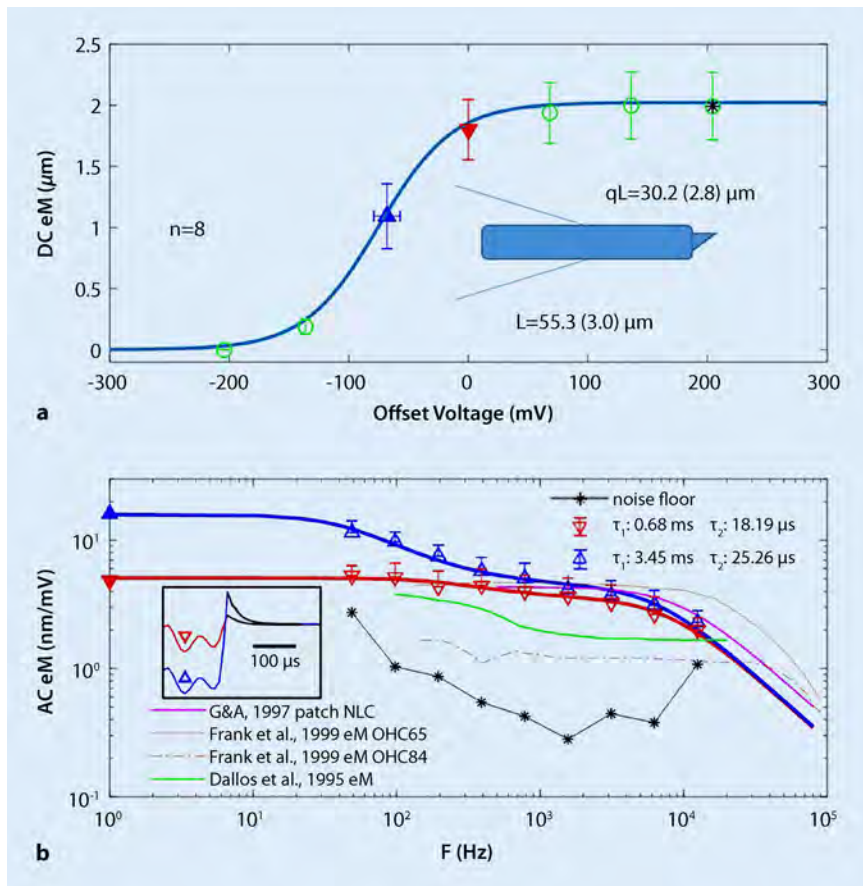 2.5
2
1.5
1
0.5
0
DC eM (μm)
n=8
qL=30.2 (2.8) μm
L=55.3 (3.0) μm
-300 -200 -100 0 100 200 300
Offset Voltage (mV)
a
10¹
10⁰
10⁻¹
AC eM (nm/mV)
noise floor
τ₁: 0.68 ms τ₂: 18.19 μs
τ₁: 3.45 ms τ₂: 25.26 μs
100 μs
G&A, 1997 patch NLC
Frank et al., 1999 eM OHC65
Frank et al., 1999 eM OHC84
Dallos et al., 1995 eM
10⁰ 10¹ 10² 10³ 10⁴ 10⁵
F (Hz)
b